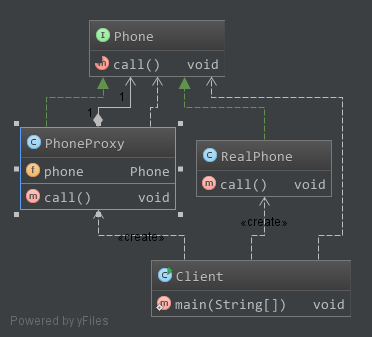 Phone
call() void
1
1
PhoneProxy
phone Phone
call() void
RealPhone
call() void
«create»
«create»
Client
main(String[]) void
Powered by yFiles